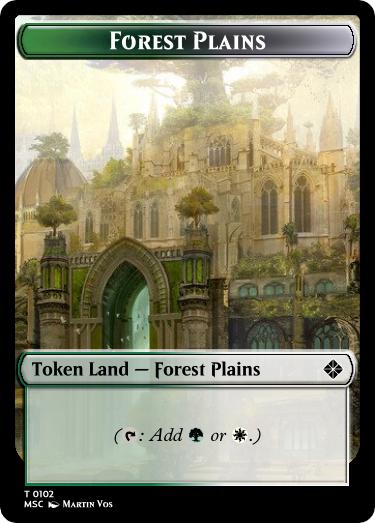 Forest Plains
Token Land — Forest Plains
( : Add or .)
T 0102
MSC Martin Vos